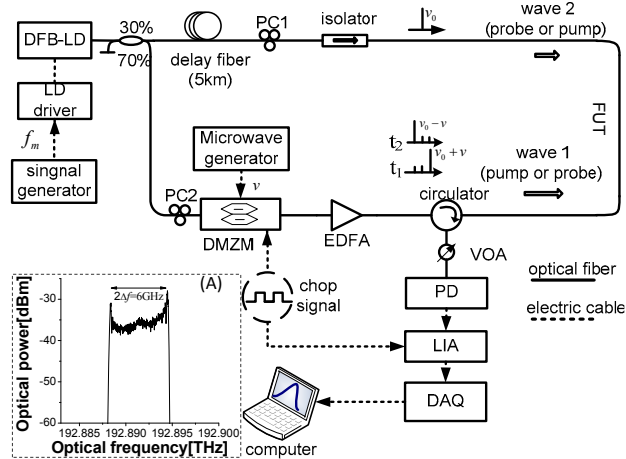 DFB-LD
30%
70%
delay fiber
(5km)
PC1
isolator
v₀
wave 2
(probe or pump)
LD
driver
fₘ
singnal
generator
Microwave
generator
v
t₂
v₀−v
t₁
v₀+v
circulator
wave 1
(pump or probe)
FUT
PC2
DMZM
EDFA
VOA
optical fiber
electric cable
chop
signal
PD
LIA
DAQ
computer
(A)
2Δf=6GHz
Optical power[dBm]
-30
-40
-50
-60
192.885 192.890 192.895 192.900
Optical frequency[THz]